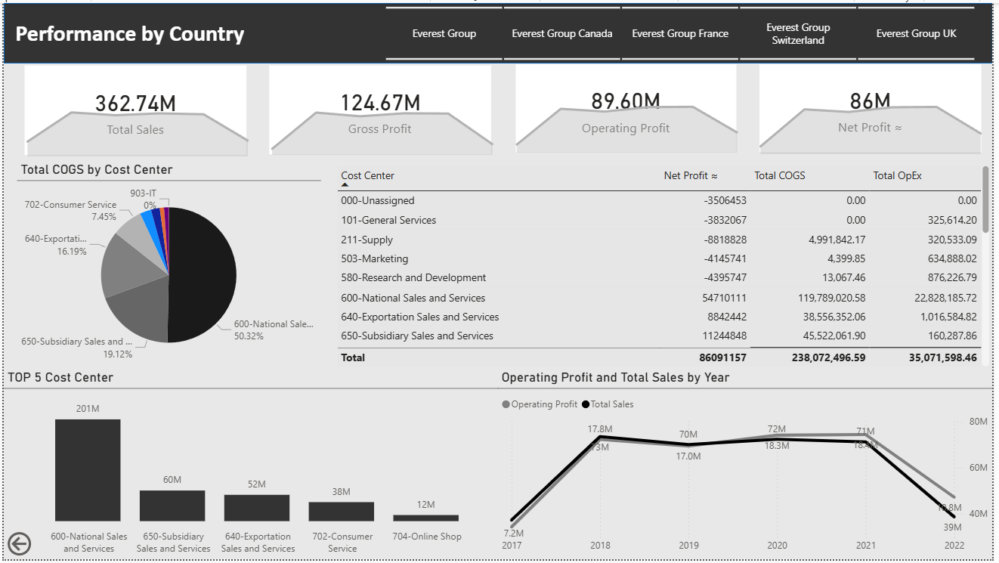 Performance by Country
Everest Group
Everest Group Canada
Everest Group France
Everest Group
Switzerland
Everest Group UK
362.74M
Total Sales
124.67M
Gross Profit
89.60M
Operating Profit
86M
Net Profit ≈
Total COGS by Cost Center
903-IT
0%
702-Consumer Service
7.45%
640-Exportati...
16.19%
650-Subsidiary Sales and ...
19.12%
600-National Sale...
50.32%
Cost Center Net Profit ≈ Total COGS Total OpEx
000-Unassigned -3506453 0.00 0.00
101-General Services -3832067 0.00 325,614.20
211-Supply -8818828 4,991,842.17 320,533.09
503-Marketing -4145741 4,399.85 634,888.02
580-Research and Development -4395747 13,067.46 876,226.79
600-National Sales and Services 54710111 119,789,020.58 22,828,185.72
640-Exportation Sales and Services 8842442 38,556,352.06 1,016,584.82
650-Subsidiary Sales and Services 11244848 45,522,061.90 160,287.86
Total 86091157 238,072,496.59 35,071,598.46
TOP 5 Cost Center
201M
60M
52M
38M
12M
600-National Sales
and Services
650-Subsidiary
Sales and Services
640-Exportation
Sales and Services
702-Consumer
Service
704-Online Shop
Operating Profit and Total Sales by Year
Operating Profit Total Sales
80M
60M
40M
17.8M
73M
70M
17.0M
72M
18.3M
71M
18.4M
39M
7.2M
2017 2018 2019 2020 2021 2022